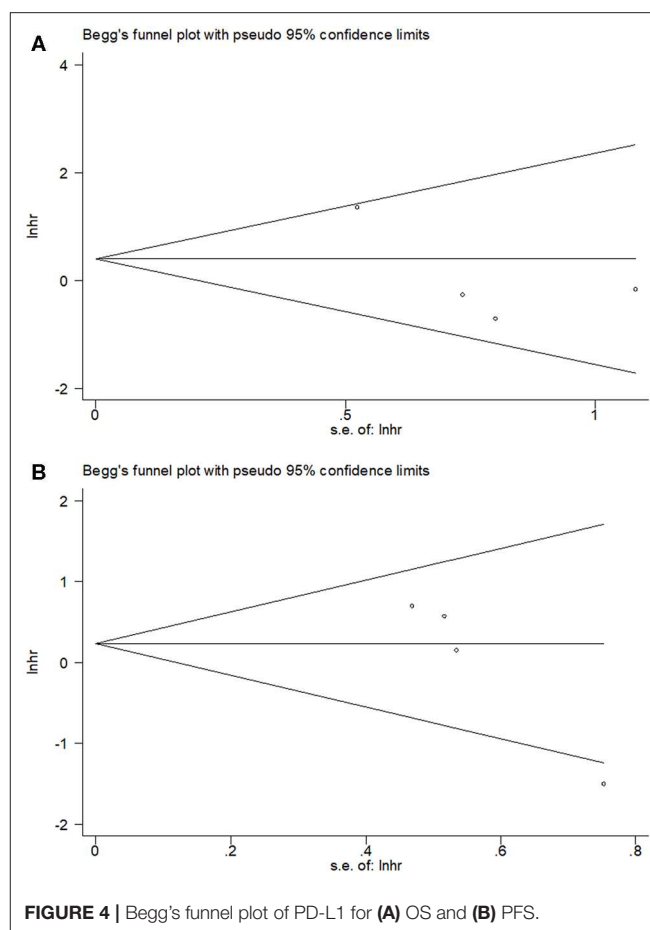 A
Begg's funnel plot with pseudo 95% confidence limits
4
2
0
-2
lnhr
0
.5
1
s.e. of: lnhr
B
Begg's funnel plot with pseudo 95% confidence limits
2
1
0
-1
-2
lnhr
0
.2
.4
.6
.8
s.e. of: lnhr
FIGURE 4 | Begg's funnel plot of PD-L1 for (A) OS and (B) PFS.